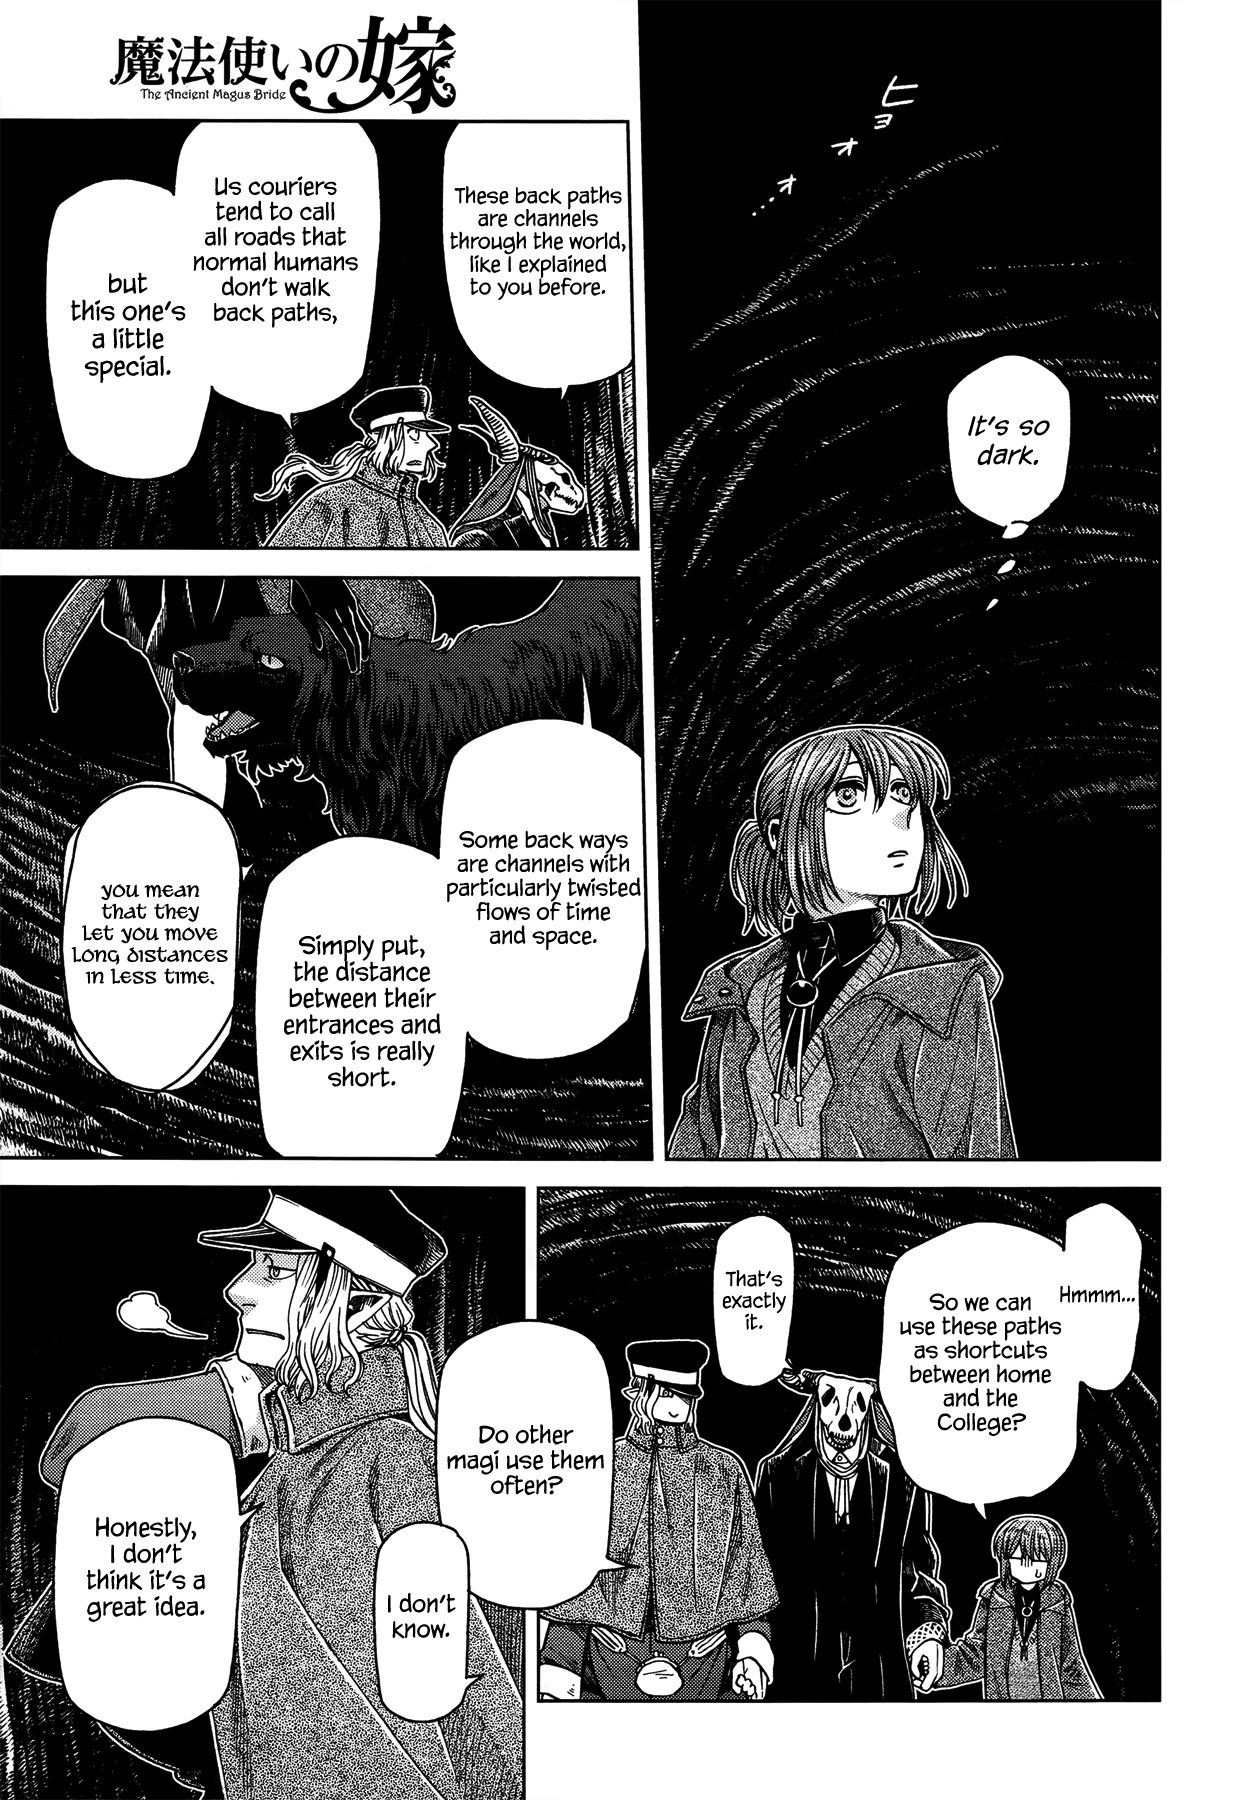 魔法使いの嫁
The Ancient Magus Bride
ヒョオオ…
It's so
dark.
These back paths
are channels
through the world,
like I explained
to you before.
Us couriers
tend to call
all roads that
normal humans
don't walk
back paths,
but
this one's
a little
special.
Some back ways
are channels with
particularly twisted
flows of time
and space.
Simply put,
the distance
between their
entrances and
exits is really
short.
you mean
that they
let you move
long distances
in less time.
Hmmm...
So we can
use these paths
as shortcuts
between home
and the
College?
That's
exactly
it.
Do other
magi use them
often?
I don't
know.
Honestly,
I don't
think it's a
great idea.